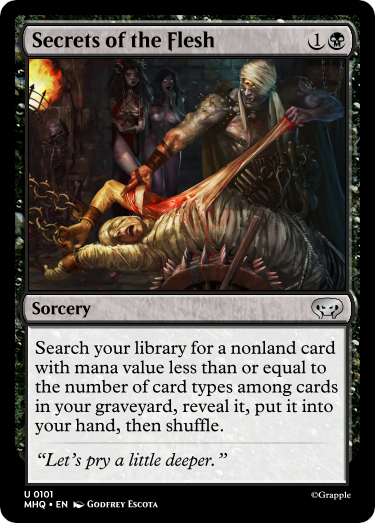 Secrets of the Flesh 1
Sorcery
Search your library for a nonland card
with mana value less than or equal to
the number of card types among cards
in your graveyard, reveal it, put it into
your hand, then shuffle.
“Let’s pry a little deeper.”
U 0101
MHQ • EN Godfrey Escota
©Grapple